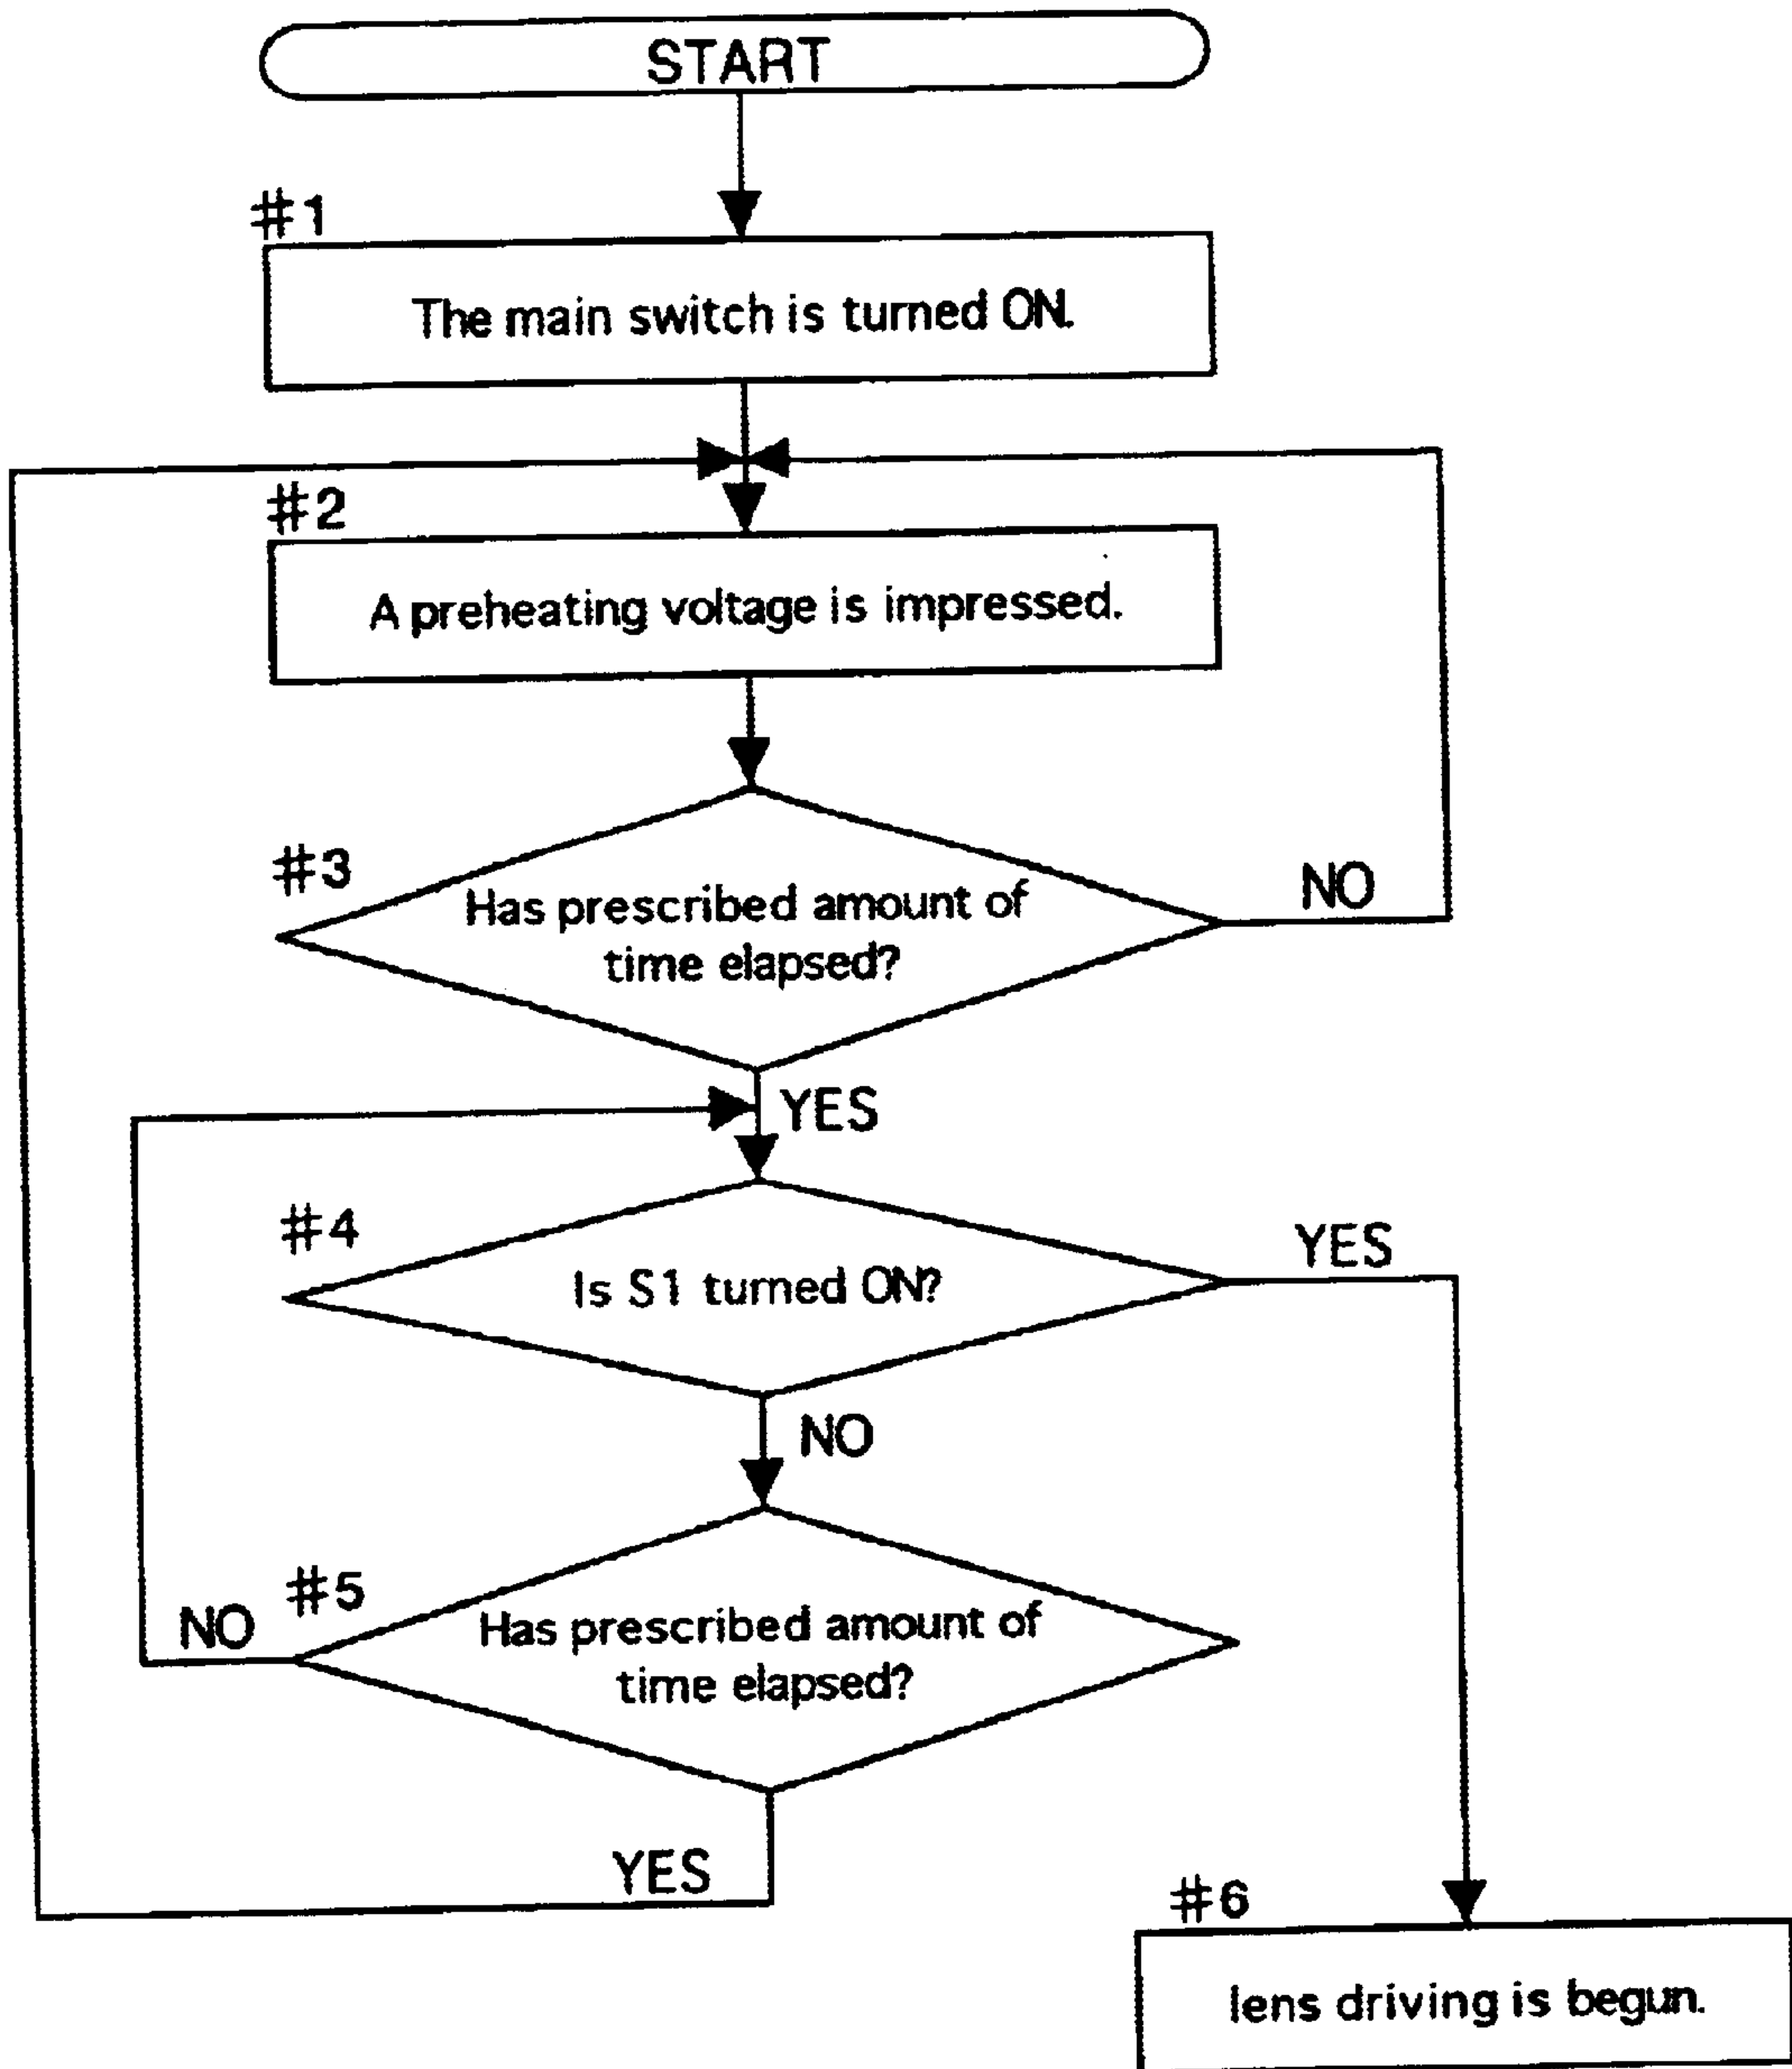 START
#1
The main switch is turned ON.
#2
A preheating voltage is impressed.
#3
Has prescribed amount of
time elapsed?
NO
YES
#4
Is S1 turned ON?
YES
NO
#5
Has prescribed amount of
time elapsed?
NO
YES
#6
lens driving is begun.